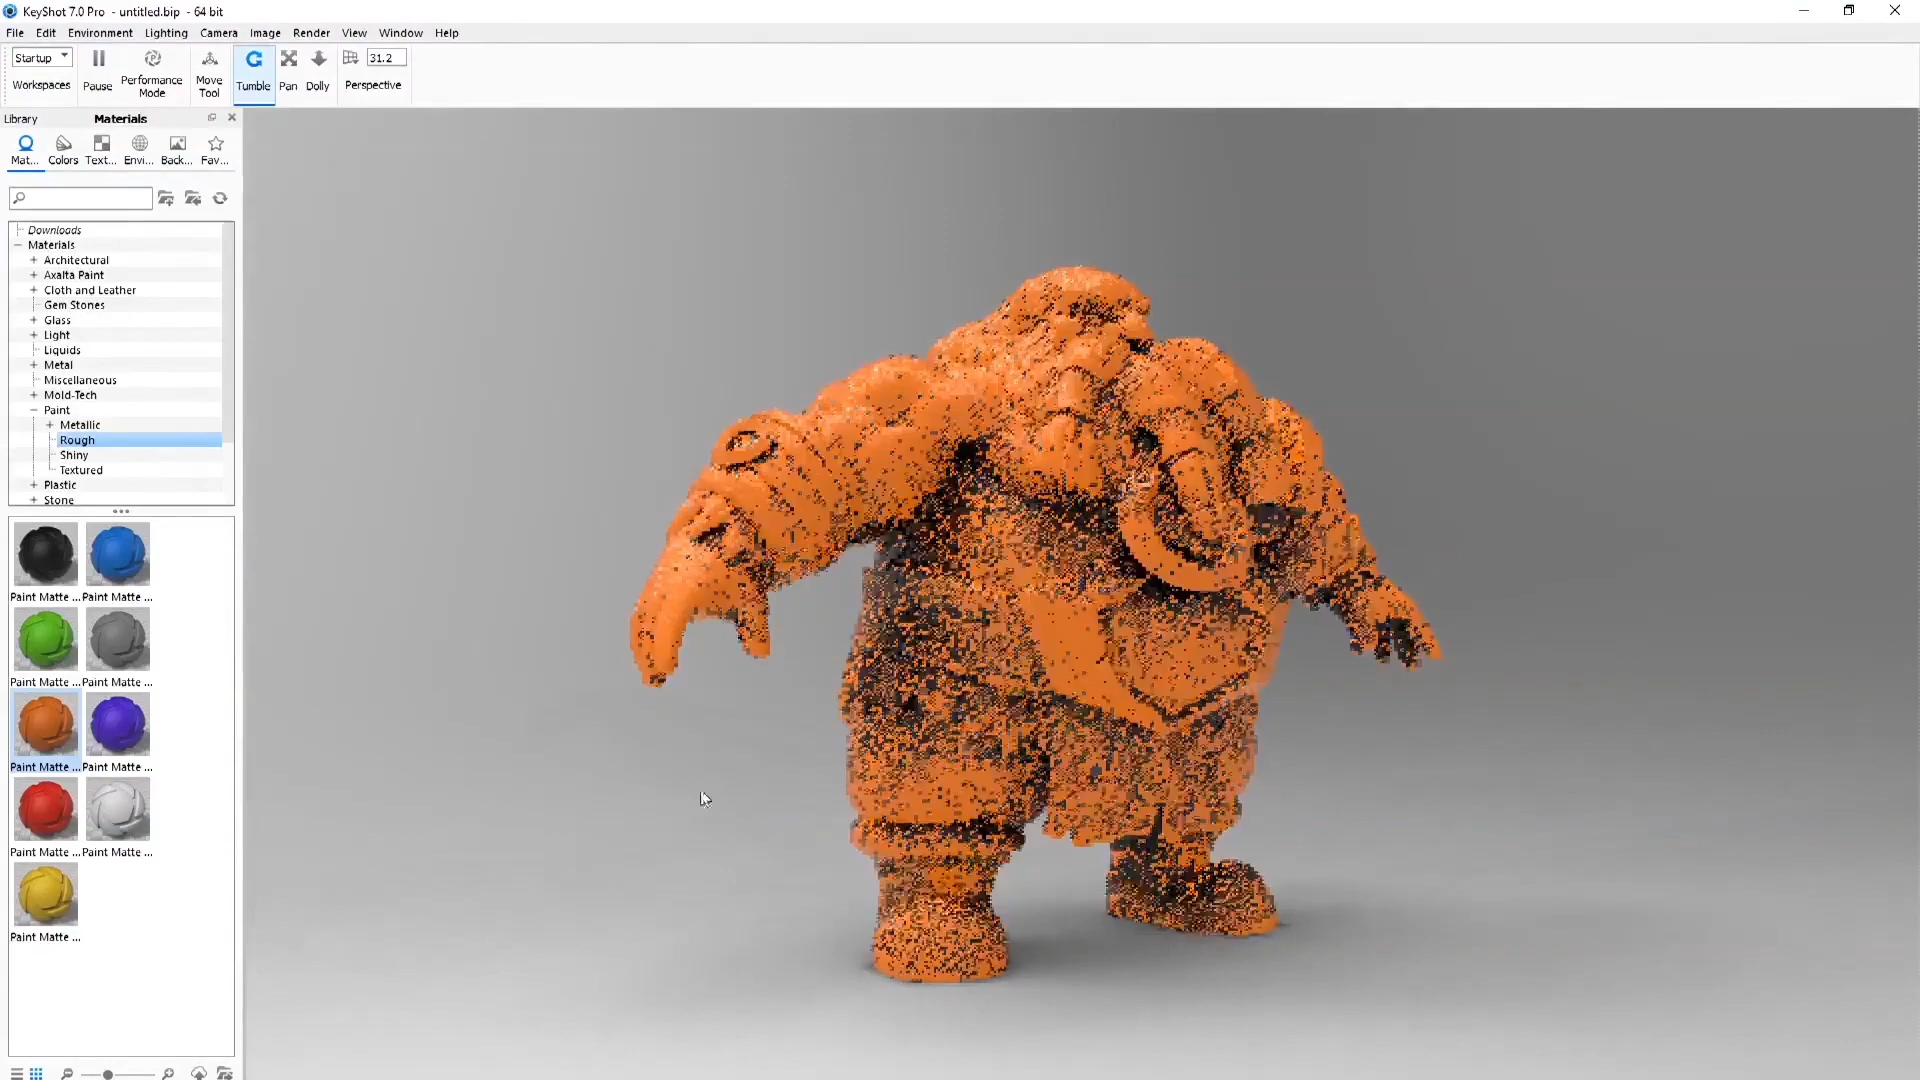 KeyShot 7.0 Pro - untitled.bip - 64 bit
File Edit Environment Lighting Camera Image Render View Window Help
Startup
31.2
Workspaces Pause Performance Mode Move Tool Tumble Pan Dolly Perspective
Library Materials
Mat... Colors Text... Envi... Back... Fav...
Downloads
Materials
Architectural
Axalta Paint
Cloth and Leather
Gem Stones
Glass
Light
Liquids
Metal
Miscellaneous
Mold-Tech
Paint
Metallic
Rough
Shiny
Textured
Plastic
Stone
Paint Matte ... Paint Matte ...
Paint Matte ... Paint Matte ...
Paint Matte ... Paint Matte ...
Paint Matte ... Paint Matte ...
Paint Matte ...